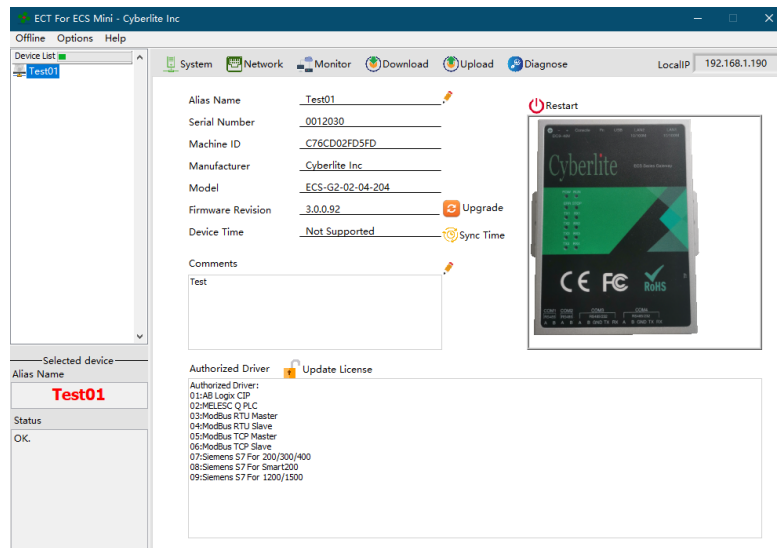 ECT For ECS Mini - Cyberlite Inc
Offline Options Help
Device List
Test01
System Network Monitor Download Upload Diagnose LocalIP 192.168.1.190
Alias Name Test01
Serial Number 0012030
Machine ID C76CD02FD5FD
Manufacturer Cyberlite Inc
Model ECS-G2-02-04-204
Firmware Revision 3.0.0.92 Upgrade
Device Time Not Supported Sync Time
Restart
Cyberlite
CE FC RoHS
COM1 COM2 COM3 COM4
Comments
Test
Selected device
Alias Name
Test01
Status
OK.
Authorized Driver Update License
Authorized Driver:
01:AB Logix CIP
02:MELESC Q PLC
03:ModBus RTU Master
04:ModBus RTU Slave
05:ModBus TCP Master
06:ModBus TCP Slave
07:Siemens S7 For 200/300/400
08:Siemens S7 For Smart200
09:Siemens S7 For 1200/1500